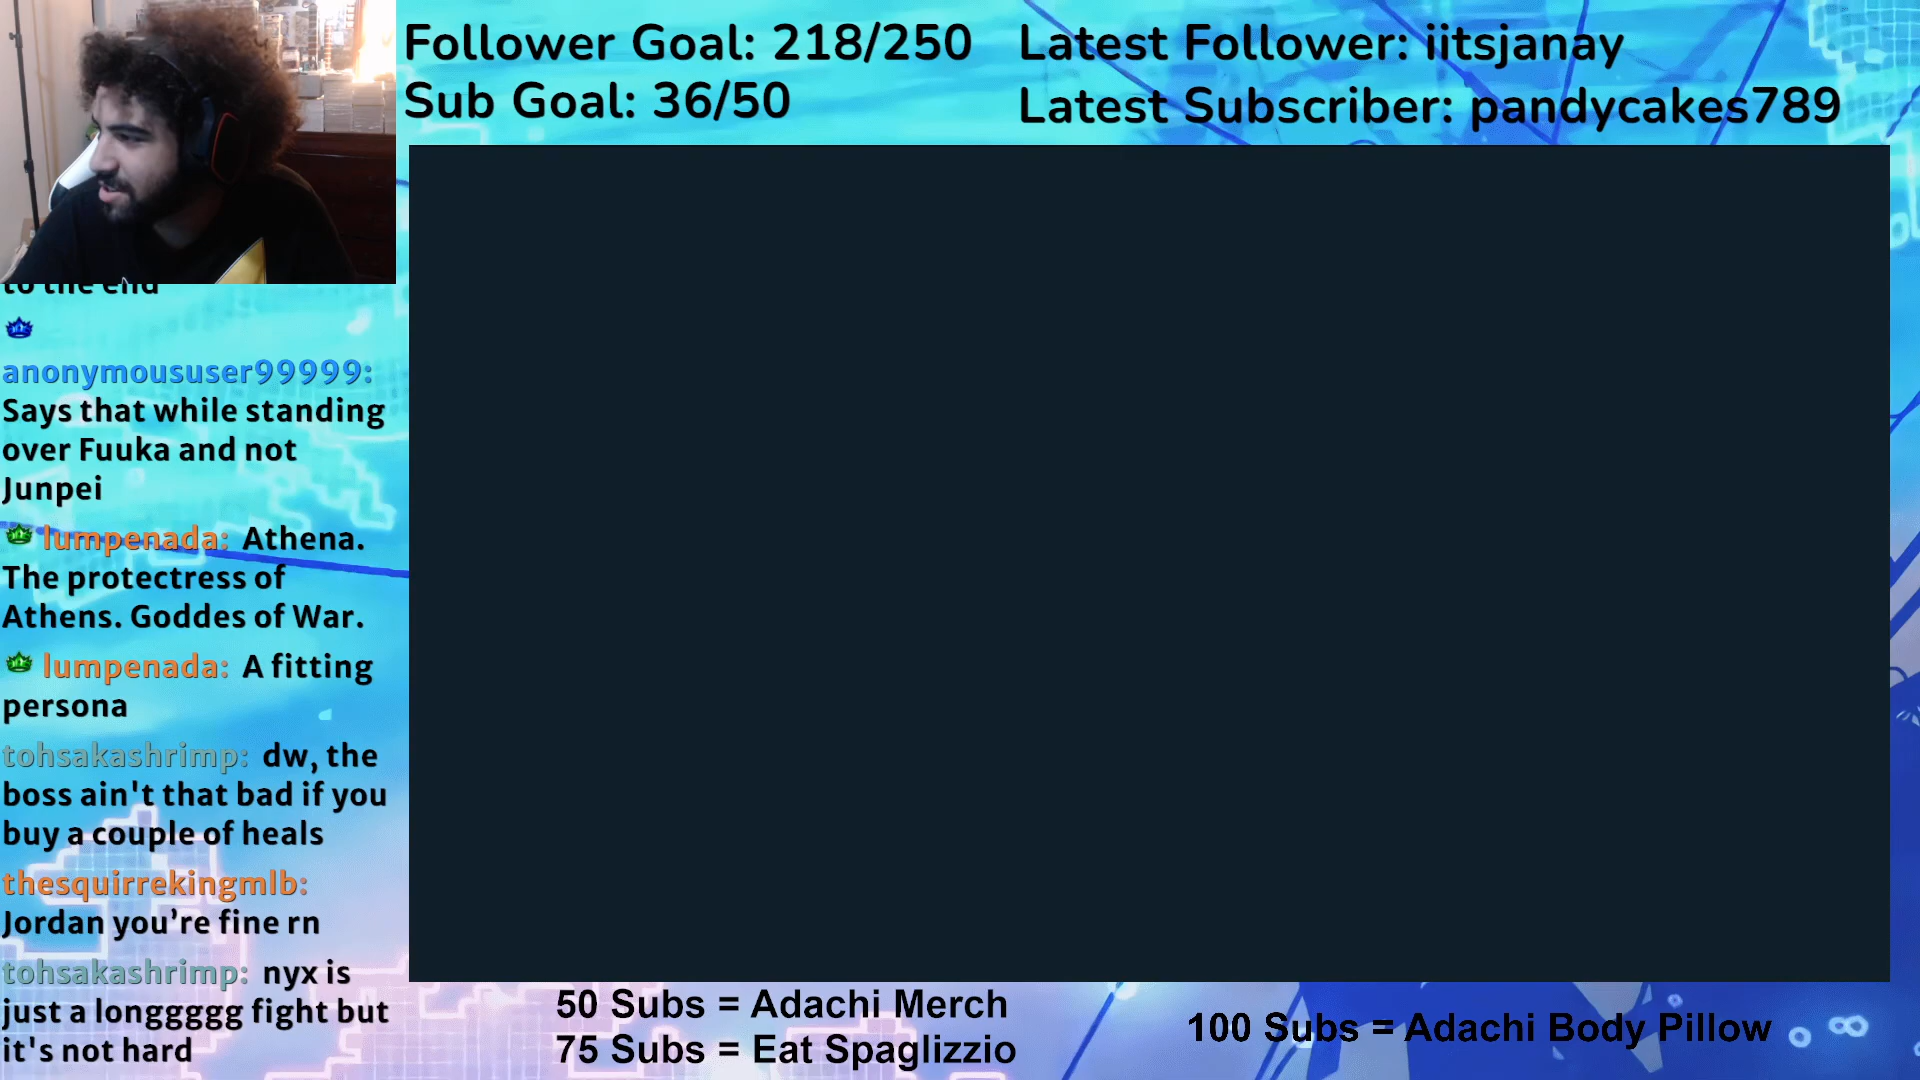 Follower Goal: 218/250
Sub Goal: 36/50
Latest Follower: iitsjanay
Latest Subscriber: pandycakes789
to the end
anonymoususer99999:
Says that while standing
over Fuuka and not
Junpei
lumpenada: Athena.
The protectress of
Athens. Goddes of War.
lumpenada: A fitting
persona
tohsakashrimp: dw, the
boss ain't that bad if you
buy a couple of heals
thesquirrekingmlb:
Jordan you’re fine rn
tohsakashrimp: nyx is
just a longgggg fight but
it's not hard
50 Subs = Adachi Merch
75 Subs = Eat Spaglizzio
100 Subs = Adachi Body Pillow